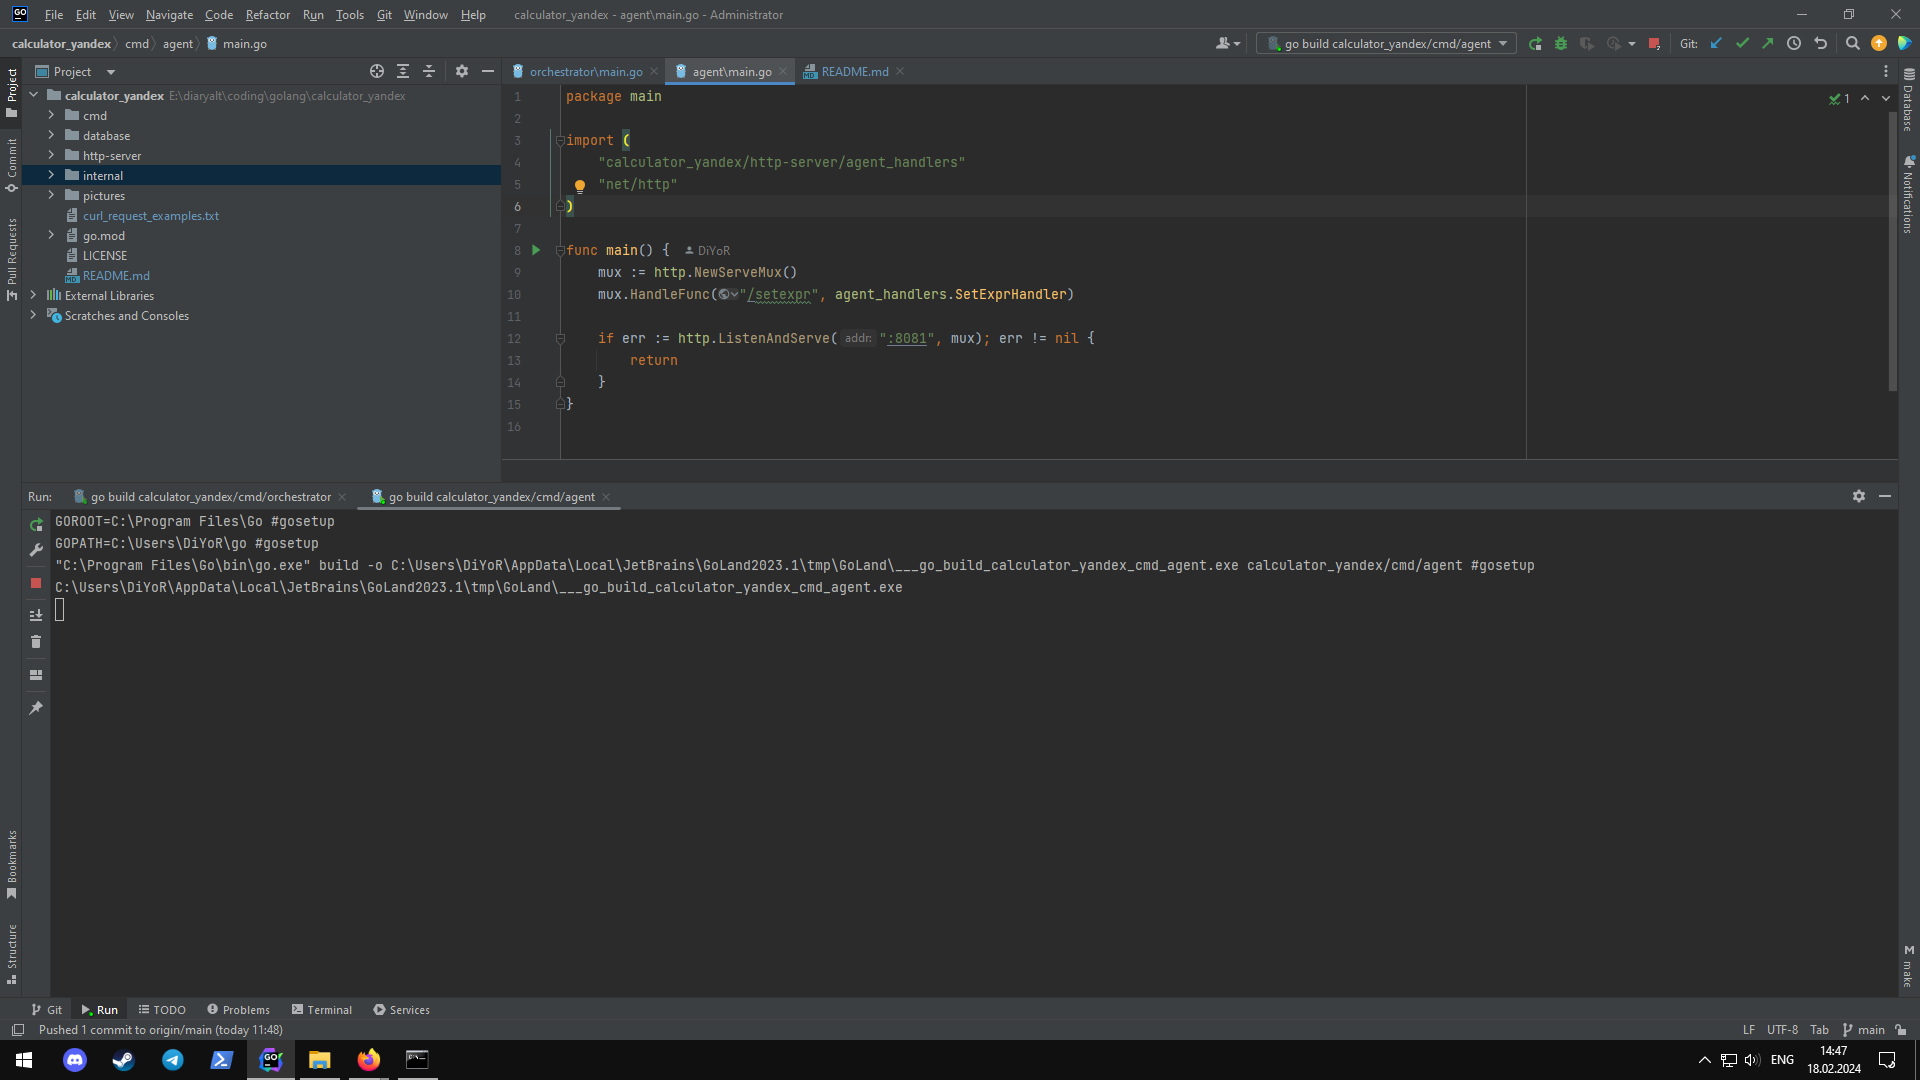 File Edit View Navigate Code Refactor Run Tools Git Window Help calculator_yandex - agent\main.go - Administrator
calculator_yandex cmd agent main.go go build calculator_yandex/cmd/agent Git:
Project
orchestrator\main.go agent\main.go README.md
calculator_yandex E:\diaryalt\coding\golang\calculator_yandex
cmd
database
http-server
internal
pictures
curl_request_examples.txt
go.mod
LICENSE
README.md
External Libraries
Scratches and Consoles
1 package main
2
3 import (
4 "calculator_yandex/http-server/agent_handlers"
5 "net/http"
6 )
7
8 func main() { DiYoR
9 mux := http.NewServeMux()
10 mux.HandleFunc("/setexpr", agent_handlers.SetExprHandler)
11
12 if err := http.ListenAndServe( addr: ":8081", mux); err != nil {
13 return
14 }
15 }
16
1
Project
Commit
Pull Requests
Bookmarks
Structure
Database
Notifications
make
Run: go build calculator_yandex/cmd/orchestrator go build calculator_yandex/cmd/agent
GOROOT=C:\Program Files\Go #gosetup
GOPATH=C:\Users\DiYoR\go #gosetup
"C:\Program Files\Go\bin\go.exe" build -o C:\Users\DiYoR\AppData\Local\JetBrains\GoLand2023.1\tmp\GoLand\___go_build_calculator_yandex_cmd_agent.exe calculator_yandex/cmd/agent #gosetup
C:\Users\DiYoR\AppData\Local\JetBrains\GoLand2023.1\tmp\GoLand\___go_build_calculator_yandex_cmd_agent.exe
Git Run TODO Problems Terminal Services
Pushed 1 commit to origin/main (today 11:48) LF UTF-8 Tab main
ENG 14:47
18.02.2024